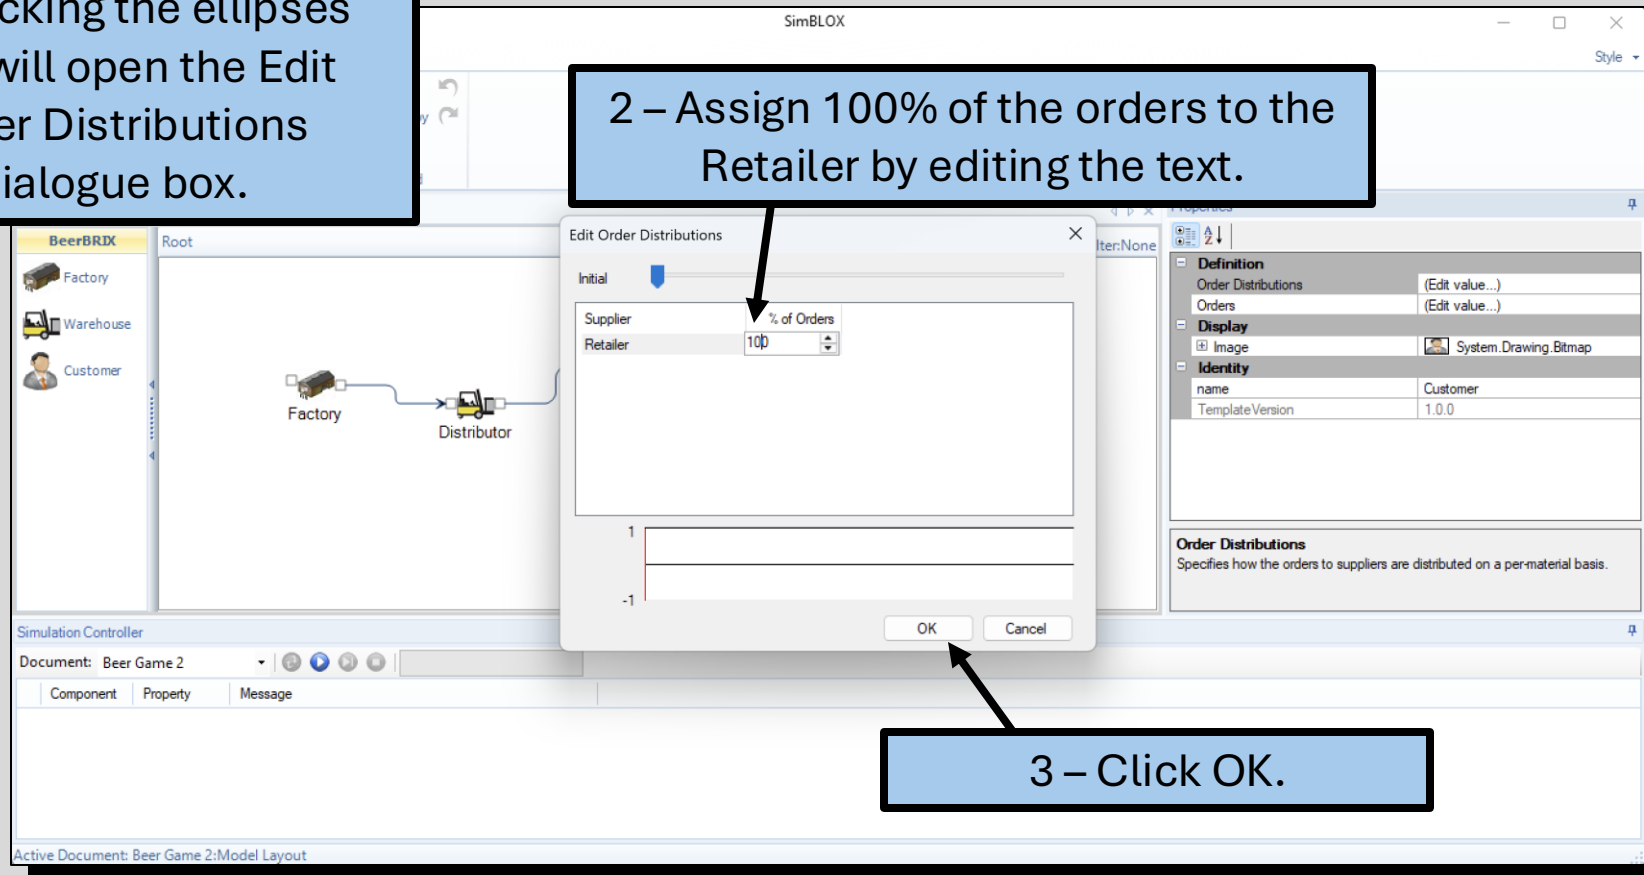 cking the ellipses
will open the Edit
er Distributions
ialogue box.
SimBLOX
Style
2 – Assign 100% of the orders to the
Retailer by editing the text.
BeerBRIX
Factory
Warehouse
Customer
Root
Factory
Distributor
Edit Order Distributions
Initial
Supplier % of Orders
Retailer 100
1
-1
OK Cancel
lter:None
Properties
Definition
Order Distributions (Edit value...)
Orders (Edit value...)
Display
Image System.Drawing.Bitmap
Identity
name Customer
TemplateVersion 1.0.0
Order Distributions
Specifies how the orders to suppliers are distributed on a per-material basis.
Simulation Controller
Document: Beer Game 2
Component Property Message
3 – Click OK.
Active Document: Beer Game 2:Model Layout